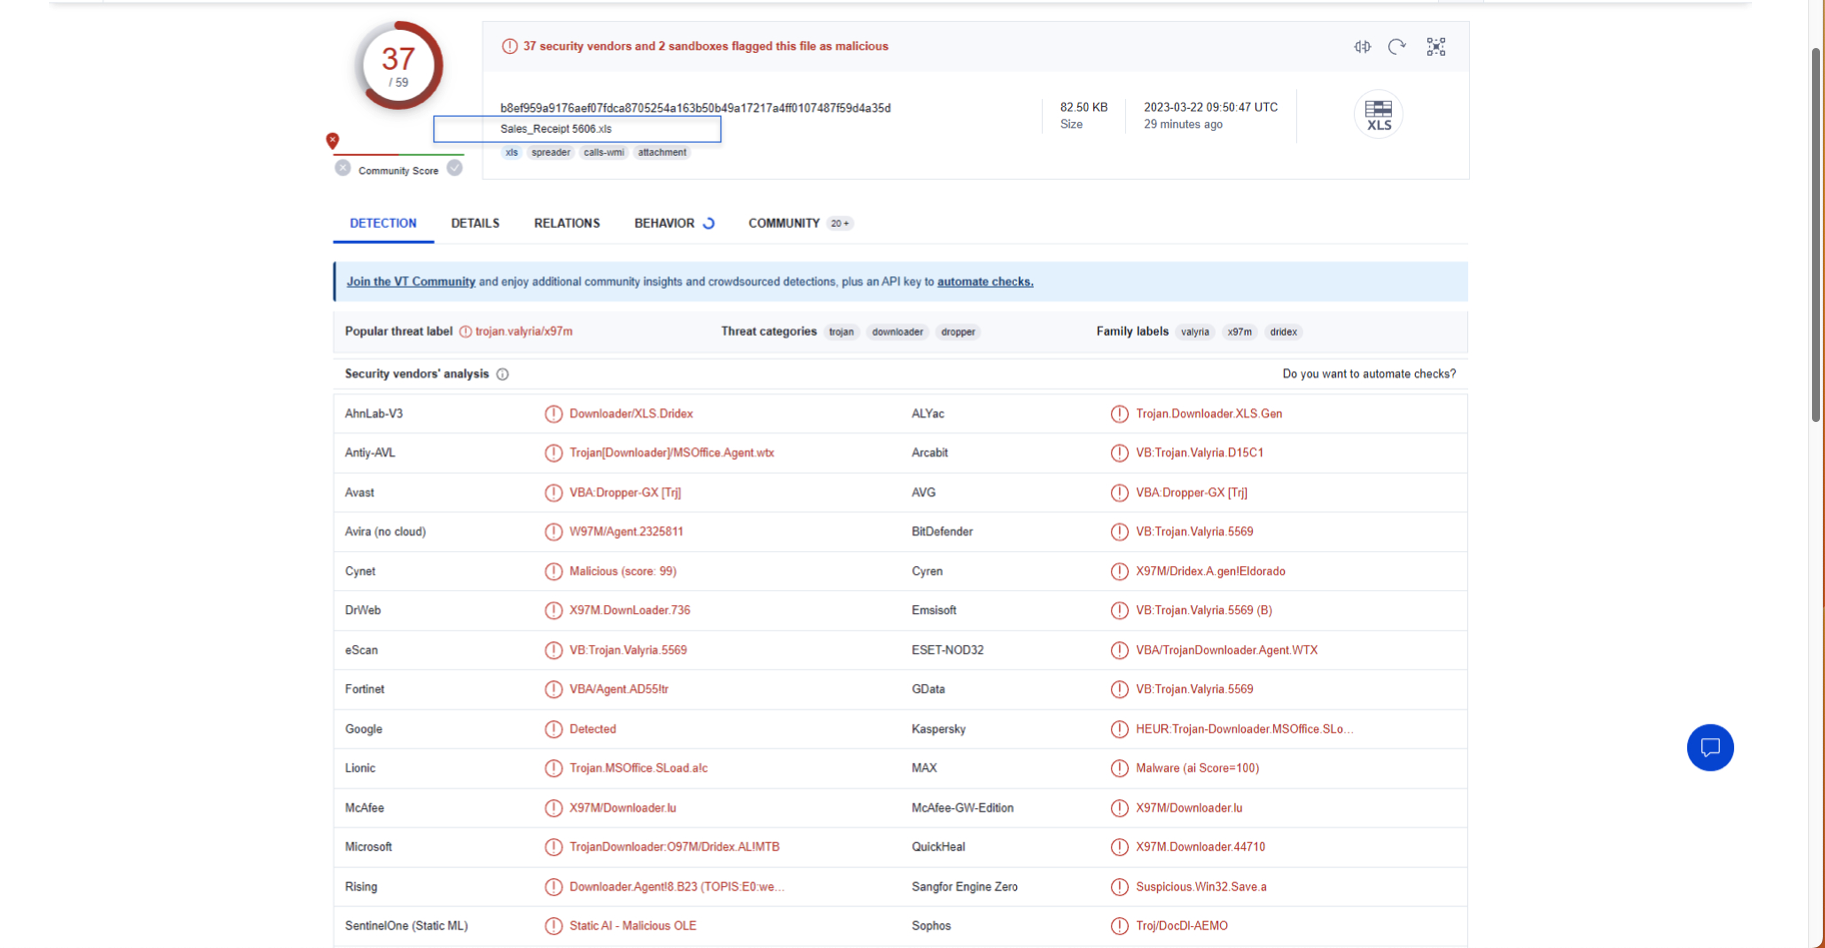 37
/ 59
Community Score
37 security vendors and 2 sandboxes flagged this file as malicious
b8ef959a9176aef07fdca8705254a163b50b49a17217a4ff0107487f59d4a35d
Sales_Receipt 5606.xls
xls spreader calls-wmi attachment
82.50 KB
Size
2023-03-22 09:50:47 UTC
29 minutes ago
XLS
DETECTION DETAILS RELATIONS BEHAVIOR COMMUNITY 20+
Join the VT Community and enjoy additional community insights and crowdsourced detections, plus an API key to automate checks.
Popular threat label trojan.valyria/x97m Threat categories trojan downloader dropper Family labels valyria x97m dridex
Security vendors' analysis Do you want to automate checks?
AhnLab-V3 Downloader/XLS.Dridex ALYac Trojan.Downloader.XLS.Gen
Antiy-AVL Trojan[Downloader]/MSOffice.Agent.wtx Arcabit VB:Trojan.Valyria.D15C1
Avast VBA:Dropper-GX [Trj] AVG VBA:Dropper-GX [Trj]
Avira (no cloud) W97M/Agent.2325811 BitDefender VB:Trojan.Valyria.5569
Cynet Malicious (score: 99) Cyren X97M/Dridex.A.gen!Eldorado
DrWeb X97M.DownLoader.736 Emsisoft VB:Trojan.Valyria.5569 (B)
eScan VB:Trojan.Valyria.5569 ESET-NOD32 VBA/TrojanDownloader.Agent.WTX
Fortinet VBA/Agent.AD55!tr GData VB:Trojan.Valyria.5569
Google Detected Kaspersky HEUR:Trojan-Downloader.MSOffice.SLo...
Lionic Trojan.MSOffice.SLoad.a!c MAX Malware (ai Score=100)
McAfee X97M/Downloader.lu McAfee-GW-Edition X97M/Downloader.lu
Microsoft TrojanDownloader:O97M/Dridex.AL!MTB QuickHeal X97M.Downloader.44710
Rising Downloader.Agent!8.B23 (TOPIS:E0:we... Sangfor Engine Zero Suspicious.Win32.Save.a
SentinelOne (Static ML) Static AI - Malicious OLE Sophos Troj/DocDl-AEMO